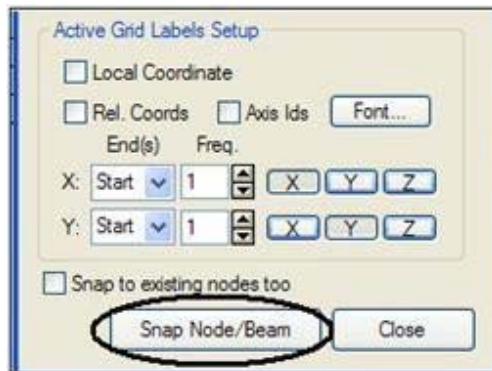 Active Grid Labels Setup
Local Coordinate
Rel. Coords Axis Ids Font...
End(s) Freq.
X: Start 1 X Y Z
Y: Start 1 X Y Z
Snap to existing nodes too
Snap Node/Beam Close